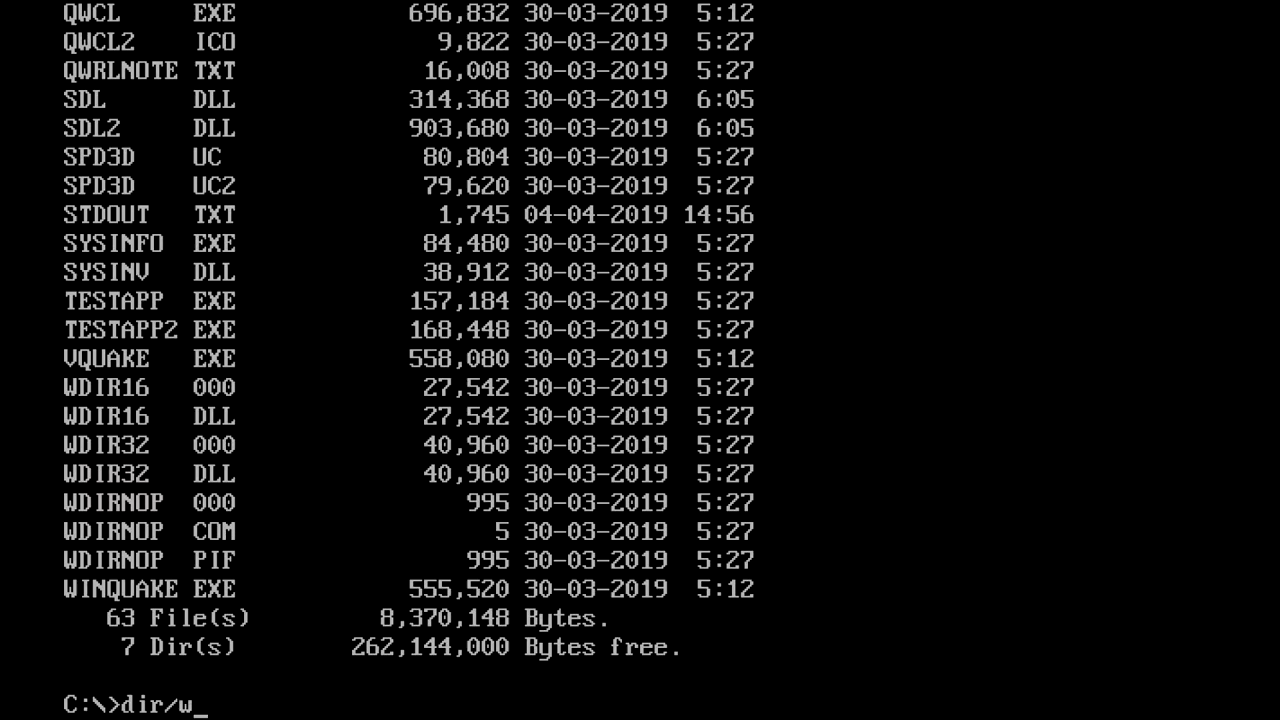 QWCL     EXE            696,832 30-03-2019  5:12
QWCL2    ICO              9,822 30-03-2019  5:27
QWRLNOTE TXT             16,008 30-03-2019  5:27
SDL      DLL            314,368 30-03-2019  6:05
SDL2     DLL            903,680 30-03-2019  6:05
SPD3D    UC              80,804 30-03-2019  5:27
SPD3D    UC2             79,620 30-03-2019  5:27
STDOUT   TXT              1,745 04-04-2019 14:56
SYSINFO  EXE             84,480 30-03-2019  5:27
SYSINV   DLL             38,912 30-03-2019  5:27
TESTAPP  EXE            157,184 30-03-2019  5:27
TESTAPP2 EXE            168,448 30-03-2019  5:27
VQUAKE   EXE            558,080 30-03-2019  5:12
WDIR16   000             27,542 30-03-2019  5:27
WDIR16   DLL             27,542 30-03-2019  5:27
WDIR32   000             40,960 30-03-2019  5:27
WDIR32   DLL             40,960 30-03-2019  5:27
WDIRNOP  000                995 30-03-2019  5:27
WDIRNOP  COM                  5 30-03-2019  5:27
WDIRNOP  PIF                995 30-03-2019  5:27
WINQUAKE EXE            555,520 30-03-2019  5:12
   63 File(s)         8,370,148 Bytes.
    7 Dir(s)        262,144,000 Bytes free.
C:\>dir/w_